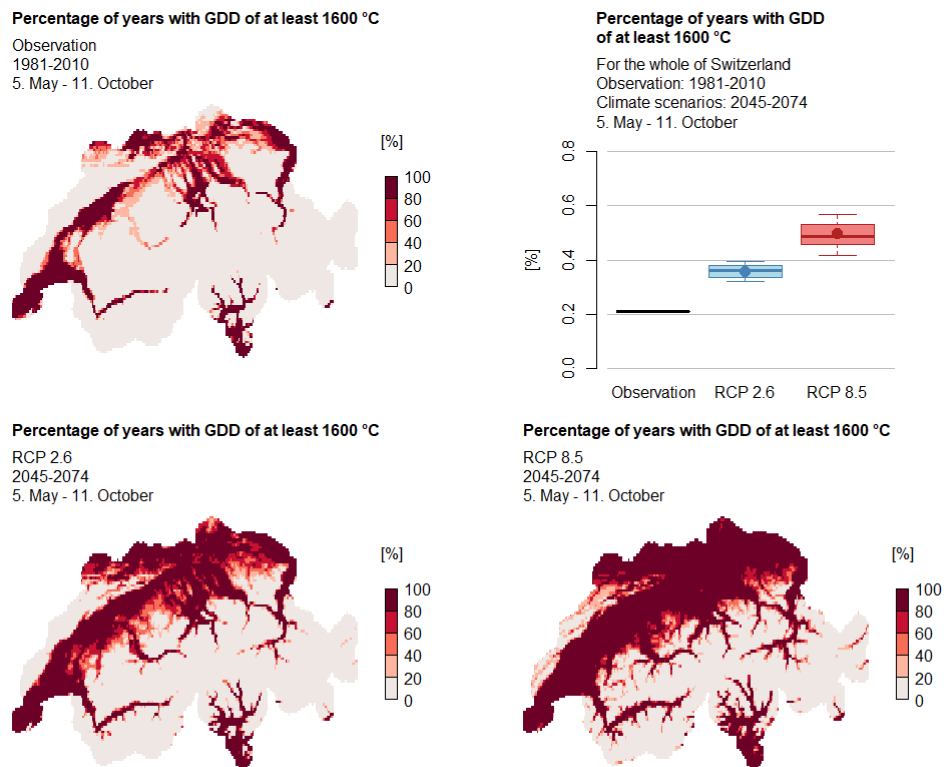 Percentage of years with GDD of at least 1600 °C
Observation
1981-2010
5. May - 11. October
[%]
100
80
60
40
20
0
Percentage of years with GDD
of at least 1600 °C
For the whole of Switzerland
Observation: 1981-2010
Climate scenarios: 2045-2074
5. May - 11. October
[%]
0.8
0.6
0.4
0.2
0.0
Observation RCP 2.6 RCP 8.5
Percentage of years with GDD of at least 1600 °C
RCP 2.6
2045-2074
5. May - 11. October
[%]
100
80
60
40
20
0
Percentage of years with GDD of at least 1600 °C
RCP 8.5
2045-2074
5. May - 11. October
[%]
100
80
60
40
20
0